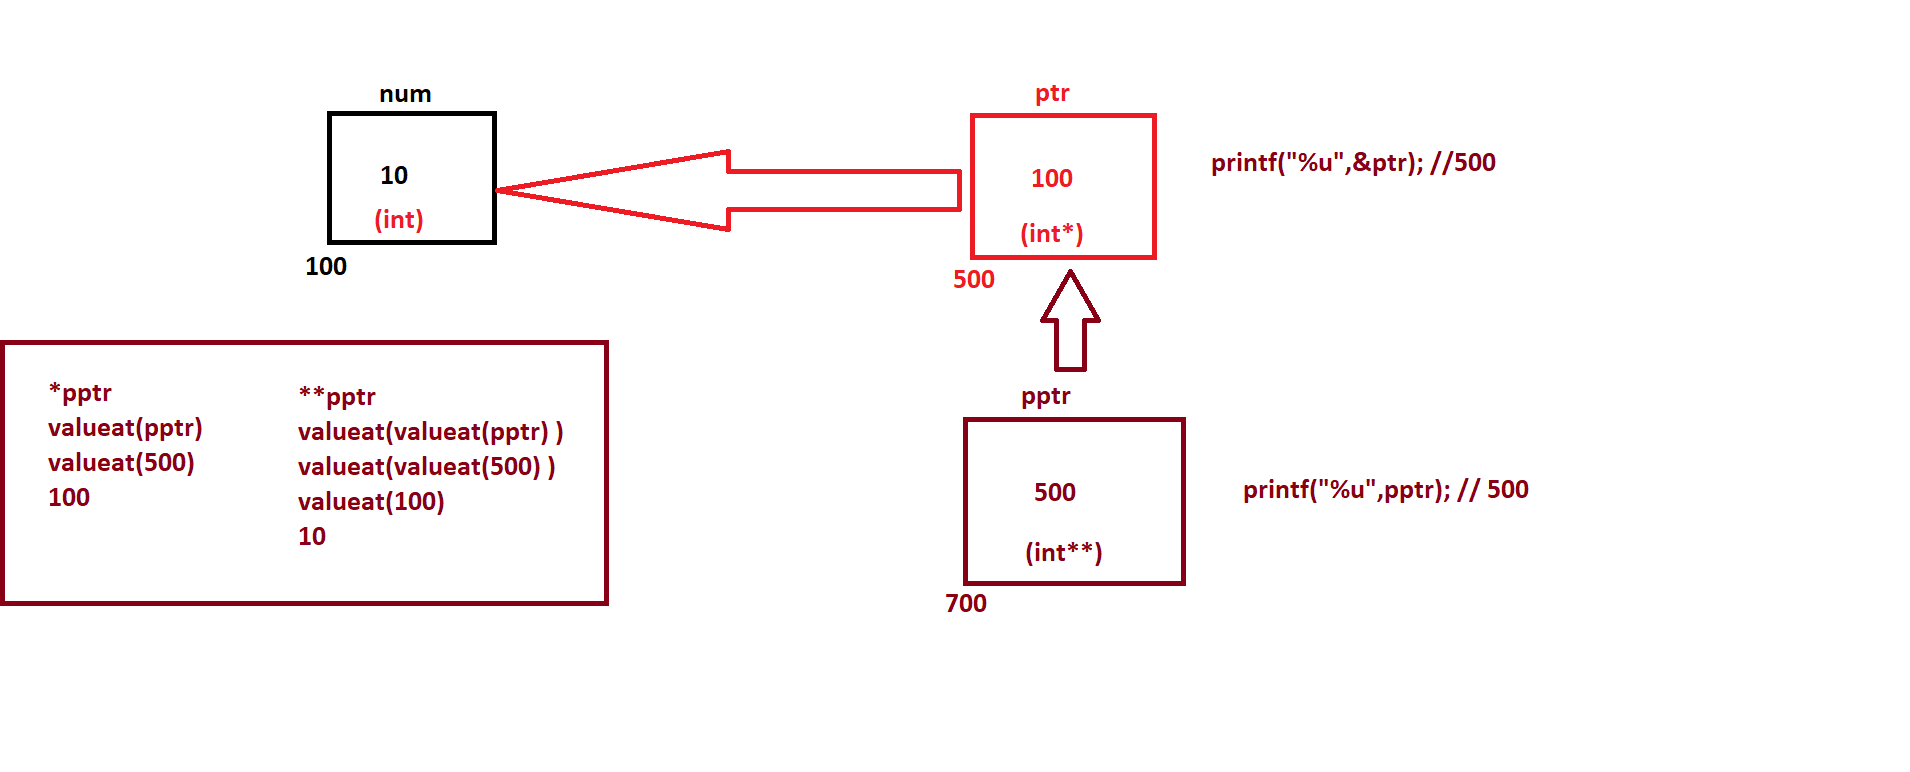 num
10
(int)
100
ptr
100
(int*)
500
printf("%u",&ptr); //500
*pptr
valueat(pptr)
valueat(500)
100
**pptr
valueat(valueat(pptr) )
valueat(valueat(500) )
valueat(100)
10
pptr
500
(int**)
700
printf("%u",pptr); // 500